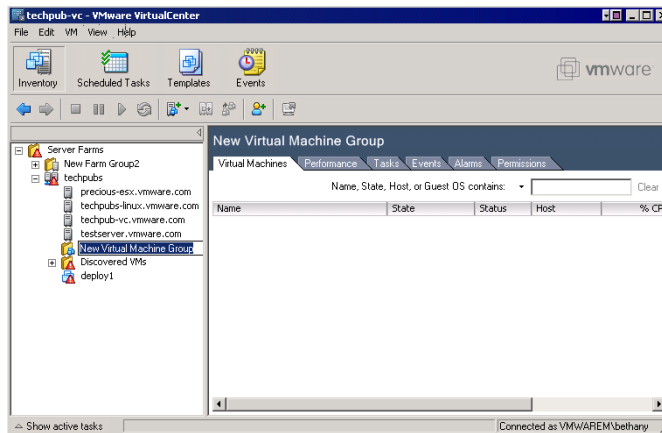 techpub-vc - VMware VirtualCenter
File Edit VM View Help
Inventory Scheduled Tasks Templates Events
vmware
Server Farms
New Farm Group2
techpubs
precious-esx.vmware.com
techpubs-linux.vmware.com
techpub-vc.vmware.com
testserver.vmware.com
New Virtual Machine Group
Discovered VMs
deploy1
New Virtual Machine Group
Virtual Machines Performance Tasks Events Alarms Permissions
Name, State, Host, or Guest OS contains: Clear
Name State Status Host % CP
Show active tasks Connected as VMWAREM\bethany